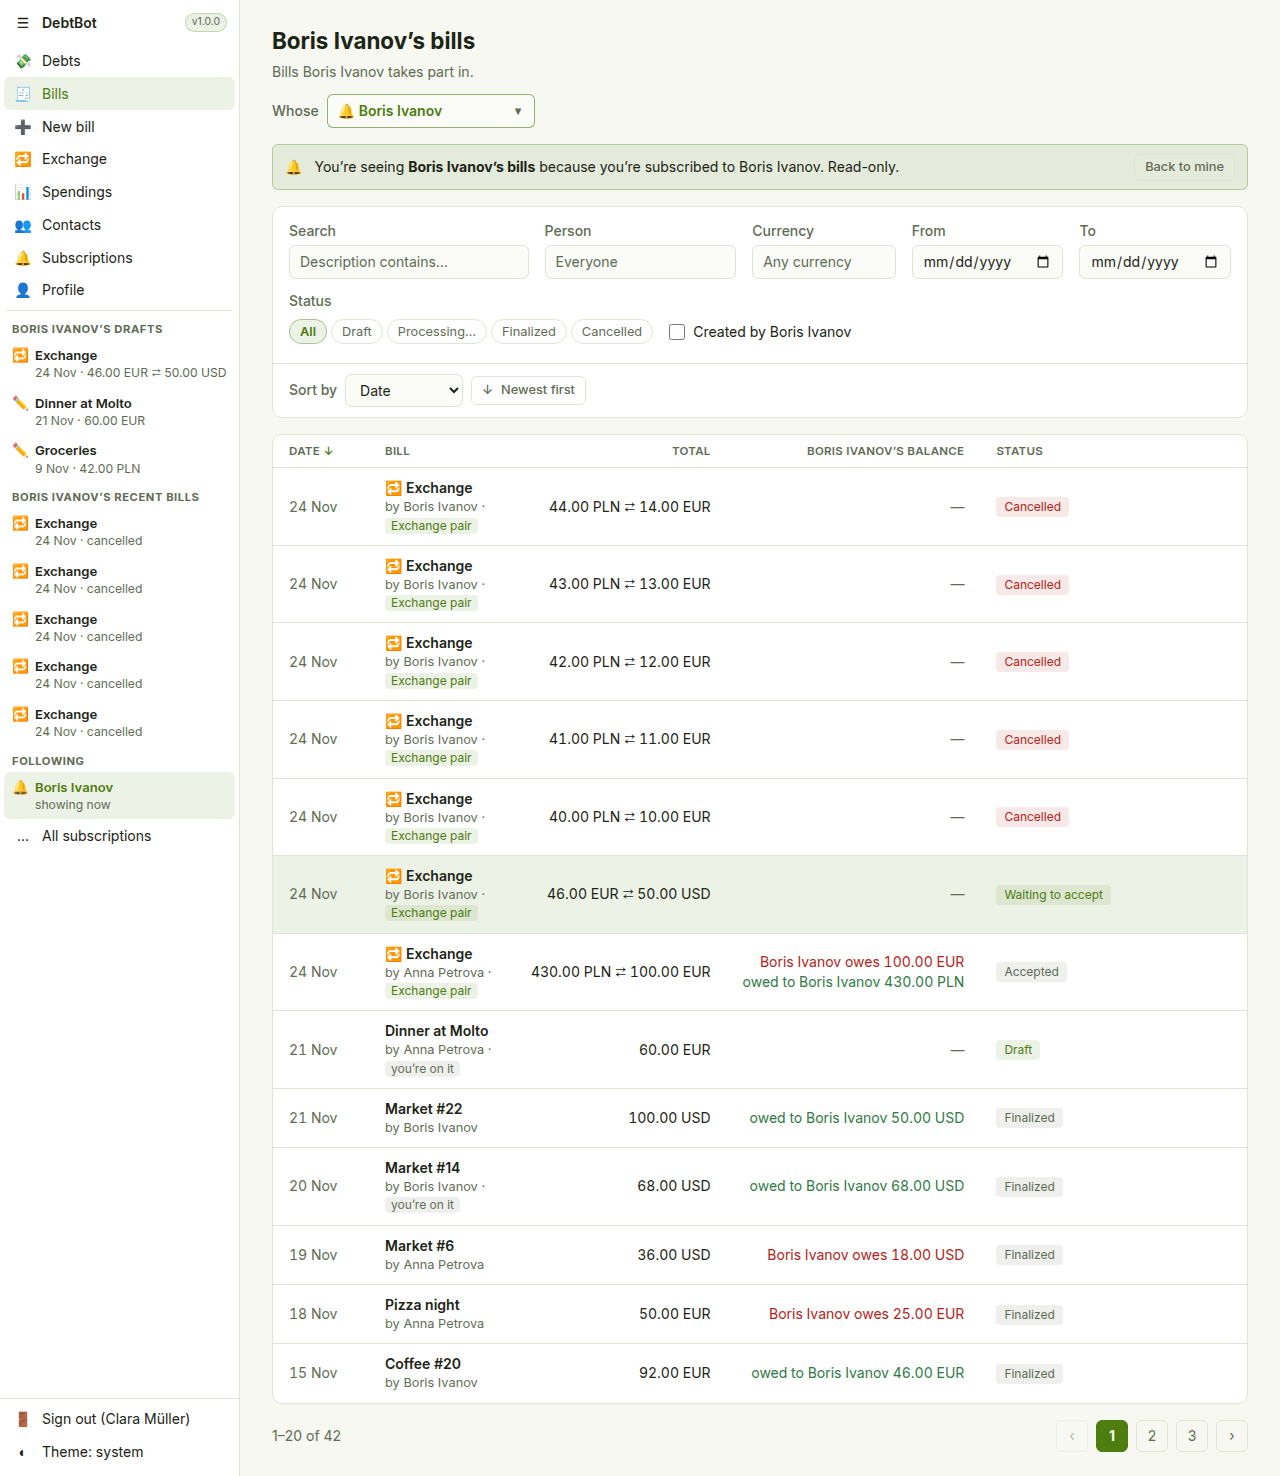 ☰ DebtBot v1.0.0
Debts
Bills
New bill
Exchange
Spendings
Contacts
Subscriptions
Profile
BORIS IVANOV'S DRAFTS
Exchange
24 Nov · 46.00 EUR ⇄ 50.00 USD
Dinner at Molto
21 Nov · 60.00 EUR
Groceries
9 Nov · 42.00 PLN
BORIS IVANOV'S RECENT BILLS
Exchange
24 Nov · cancelled
Exchange
24 Nov · cancelled
Exchange
24 Nov · cancelled
Exchange
24 Nov · cancelled
Exchange
24 Nov · cancelled
FOLLOWING
Boris Ivanov
showing now
... All subscriptions
Sign out (Clara Müller)
Theme: system
Boris Ivanov's bills
Bills Boris Ivanov takes part in.
Whose Boris Ivanov ▾
You're seeing Boris Ivanov's bills because you're subscribed to Boris Ivanov. Read-only. Back to mine
Search Person Currency From To
Description contains... Everyone Any currency mm/dd/yyyy mm/dd/yyyy
Status
All Draft Processing... Finalized Cancelled Created by Boris Ivanov
Sort by Date ↓ Newest first
DATE ↓ BILL TOTAL BORIS IVANOV'S BALANCE STATUS
Exchange
24 Nov by Boris Ivanov · 44.00 PLN ⇄ 14.00 EUR — Cancelled
Exchange pair
Exchange
24 Nov by Boris Ivanov · 43.00 PLN ⇄ 13.00 EUR — Cancelled
Exchange pair
Exchange
24 Nov by Boris Ivanov · 42.00 PLN ⇄ 12.00 EUR — Cancelled
Exchange pair
Exchange
24 Nov by Boris Ivanov · 41.00 PLN ⇄ 11.00 EUR — Cancelled
Exchange pair
Exchange
24 Nov by Boris Ivanov · 40.00 PLN ⇄ 10.00 EUR — Cancelled
Exchange pair
Exchange
24 Nov by Boris Ivanov · 46.00 EUR ⇄ 50.00 USD — Waiting to accept
Exchange pair
Exchange Boris Ivanov owes 100.00 EUR
24 Nov by Anna Petrova · 430.00 PLN ⇄ 100.00 EUR Accepted
Exchange pair owed to Boris Ivanov 430.00 PLN
Dinner at Molto
21 Nov by Anna Petrova · 60.00 EUR — Draft
you're on it
Market #22
21 Nov 100.00 USD owed to Boris Ivanov 50.00 USD Finalized
by Boris Ivanov
Market #14
20 Nov by Boris Ivanov · 68.00 USD owed to Boris Ivanov 68.00 USD Finalized
you're on it
Market #6
19 Nov 36.00 USD Boris Ivanov owes 18.00 USD Finalized
by Anna Petrova
Pizza night
18 Nov 50.00 EUR Boris Ivanov owes 25.00 EUR Finalized
by Anna Petrova
Coffee #20
15 Nov 92.00 EUR owed to Boris Ivanov 46.00 EUR Finalized
by Boris Ivanov
1–20 of 42 ‹ 1 2 3 ›